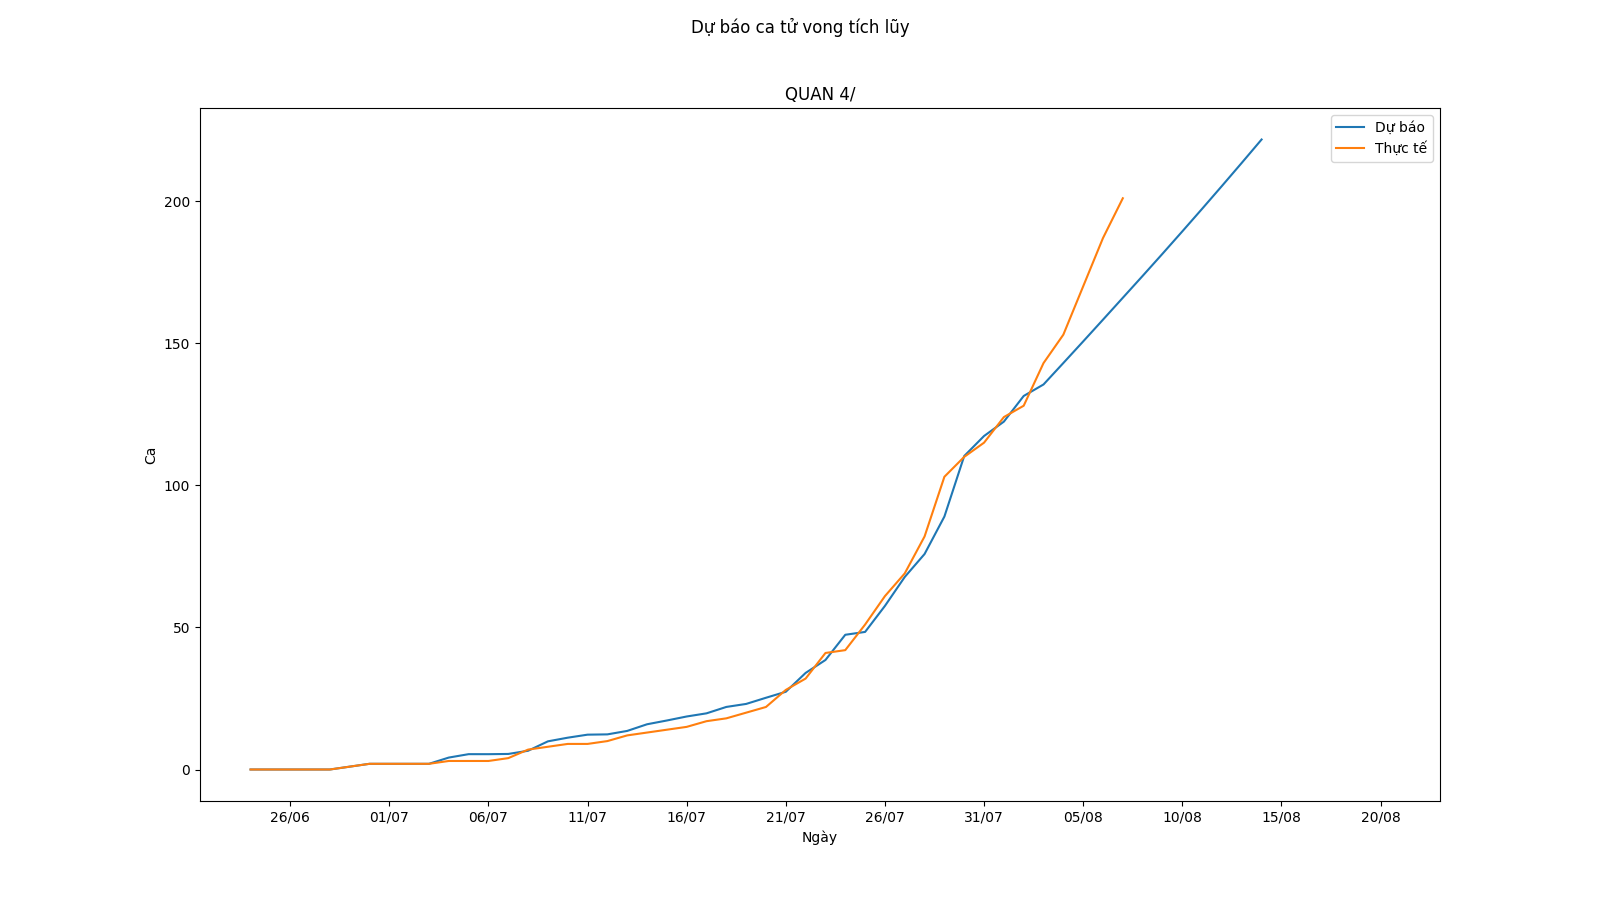 Dự báo ca tử vong tích lũy
QUAN 4/
Dự báo
Thực tế
200
150
100
50
0
Ca
26/06 01/07 06/07 11/07 16/07 21/07 26/07 31/07 05/08 10/08 15/08 20/08
Ngày